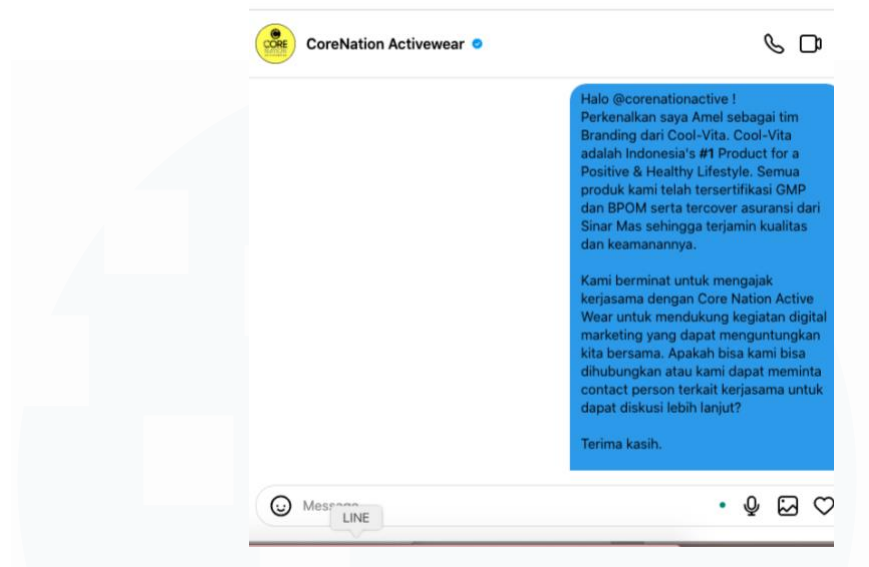 CORE
CoreNation Activewear
Halo @corenationactive !
Perkenalkan saya Amel sebagai tim
Branding dari Cool-Vita. Cool-Vita
adalah Indonesia's #1 Product for a
Positive & Healthy Lifestyle. Semua
produk kami telah tersertifikasi GMP
dan BPOM serta tercover asuransi dari
Sinar Mas sehingga terjamin kualitas
dan keamanannya.
Kami berminat untuk mengajak
kerjasama dengan Core Nation Active
Wear untuk mendukung kegiatan digital
marketing yang dapat menguntungkan
kita bersama. Apakah bisa kami bisa
dihubungkan atau kami dapat meminta
contact person terkait kerjasama untuk
dapat diskusi lebih lanjut?
Terima kasih.
Message...
LINE